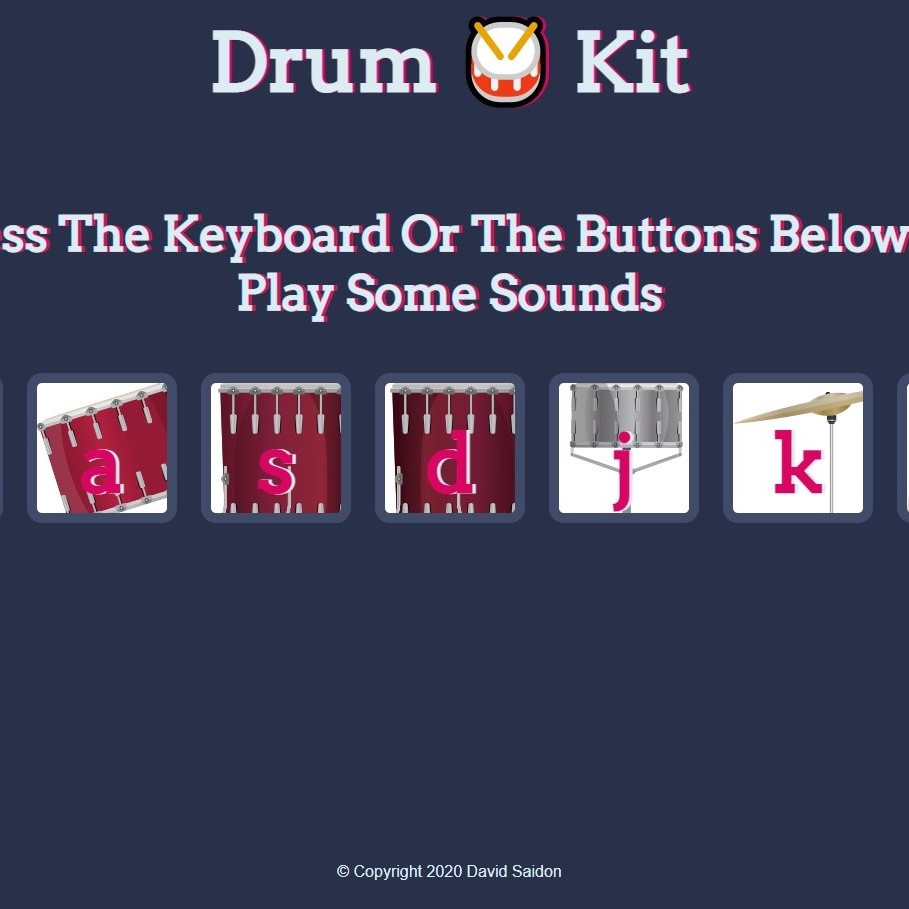 Drum 🥁 Kit
ss The Keyboard Or The Buttons Below
Play Some Sounds
a s d j k
© Copyright 2020 David Saidon